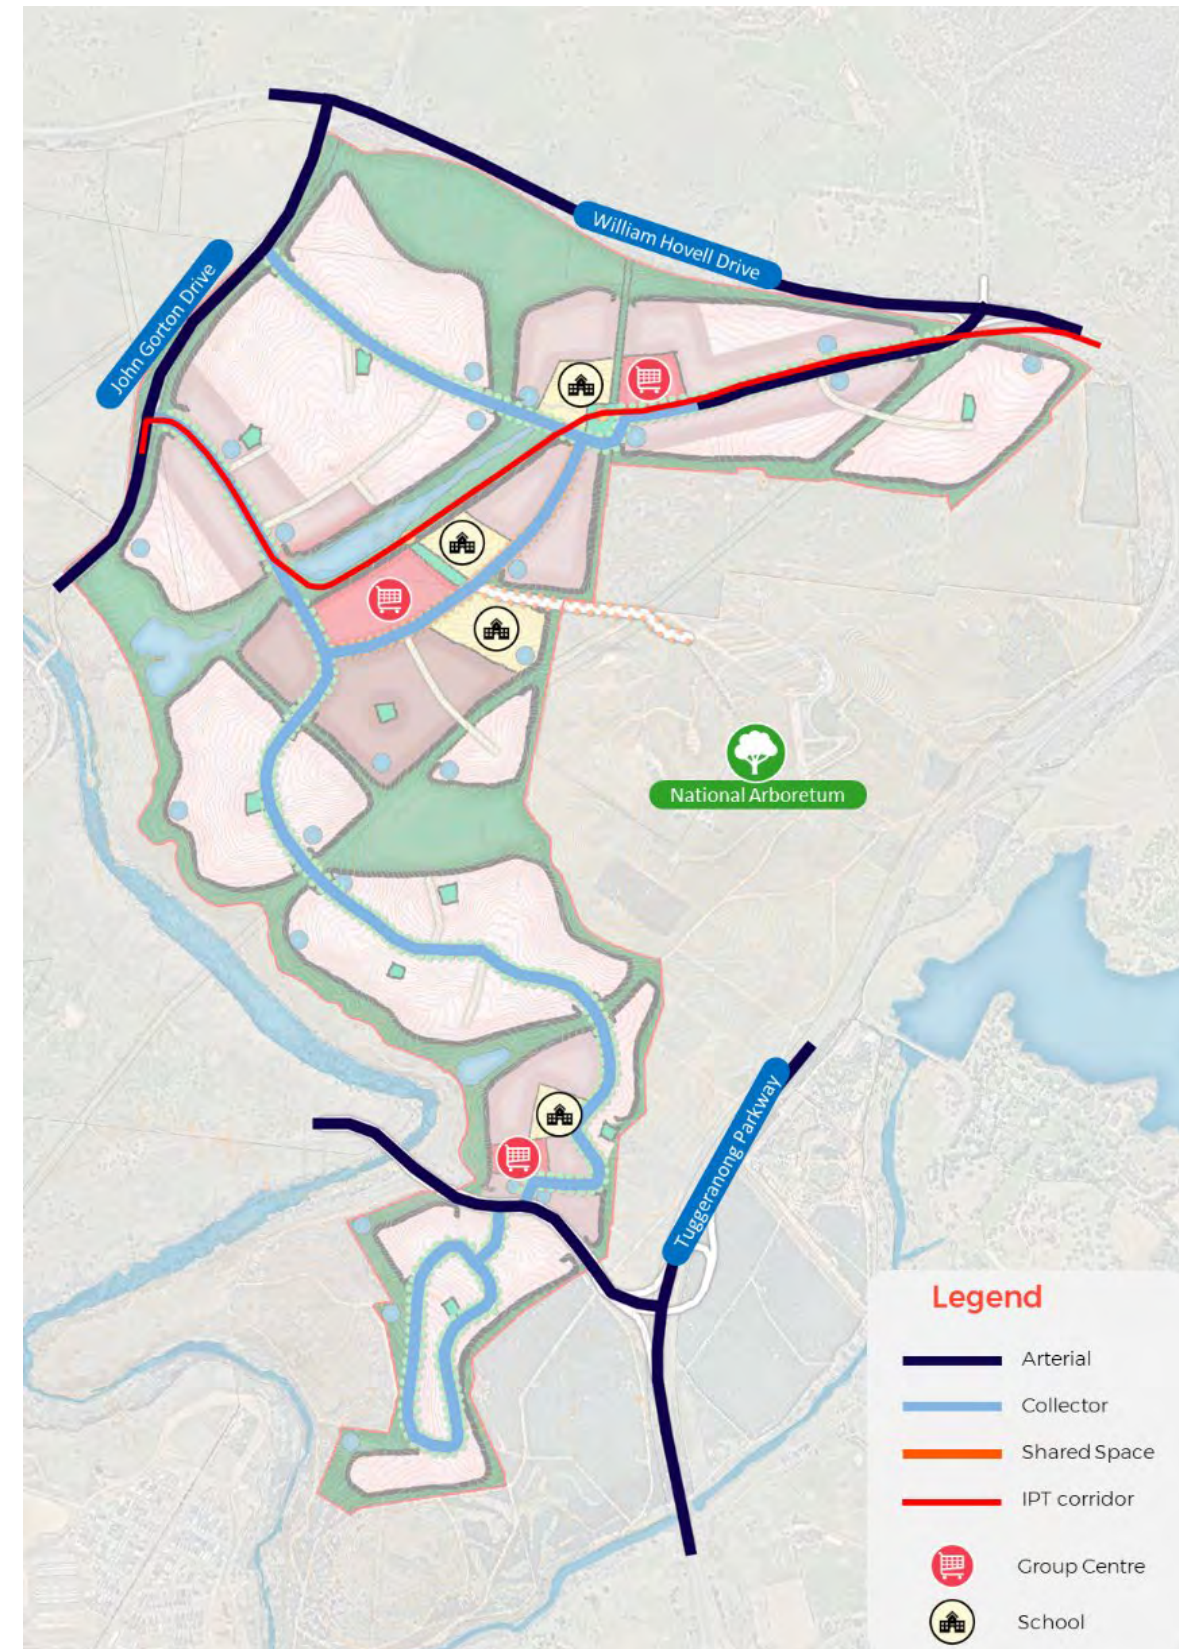 William Hovell Drive
John Gorton Drive
National Arboretum
Tuggeranong Parkway
Legend
Arterial
Collector
Shared Space
IPT corridor
Group Centre
School